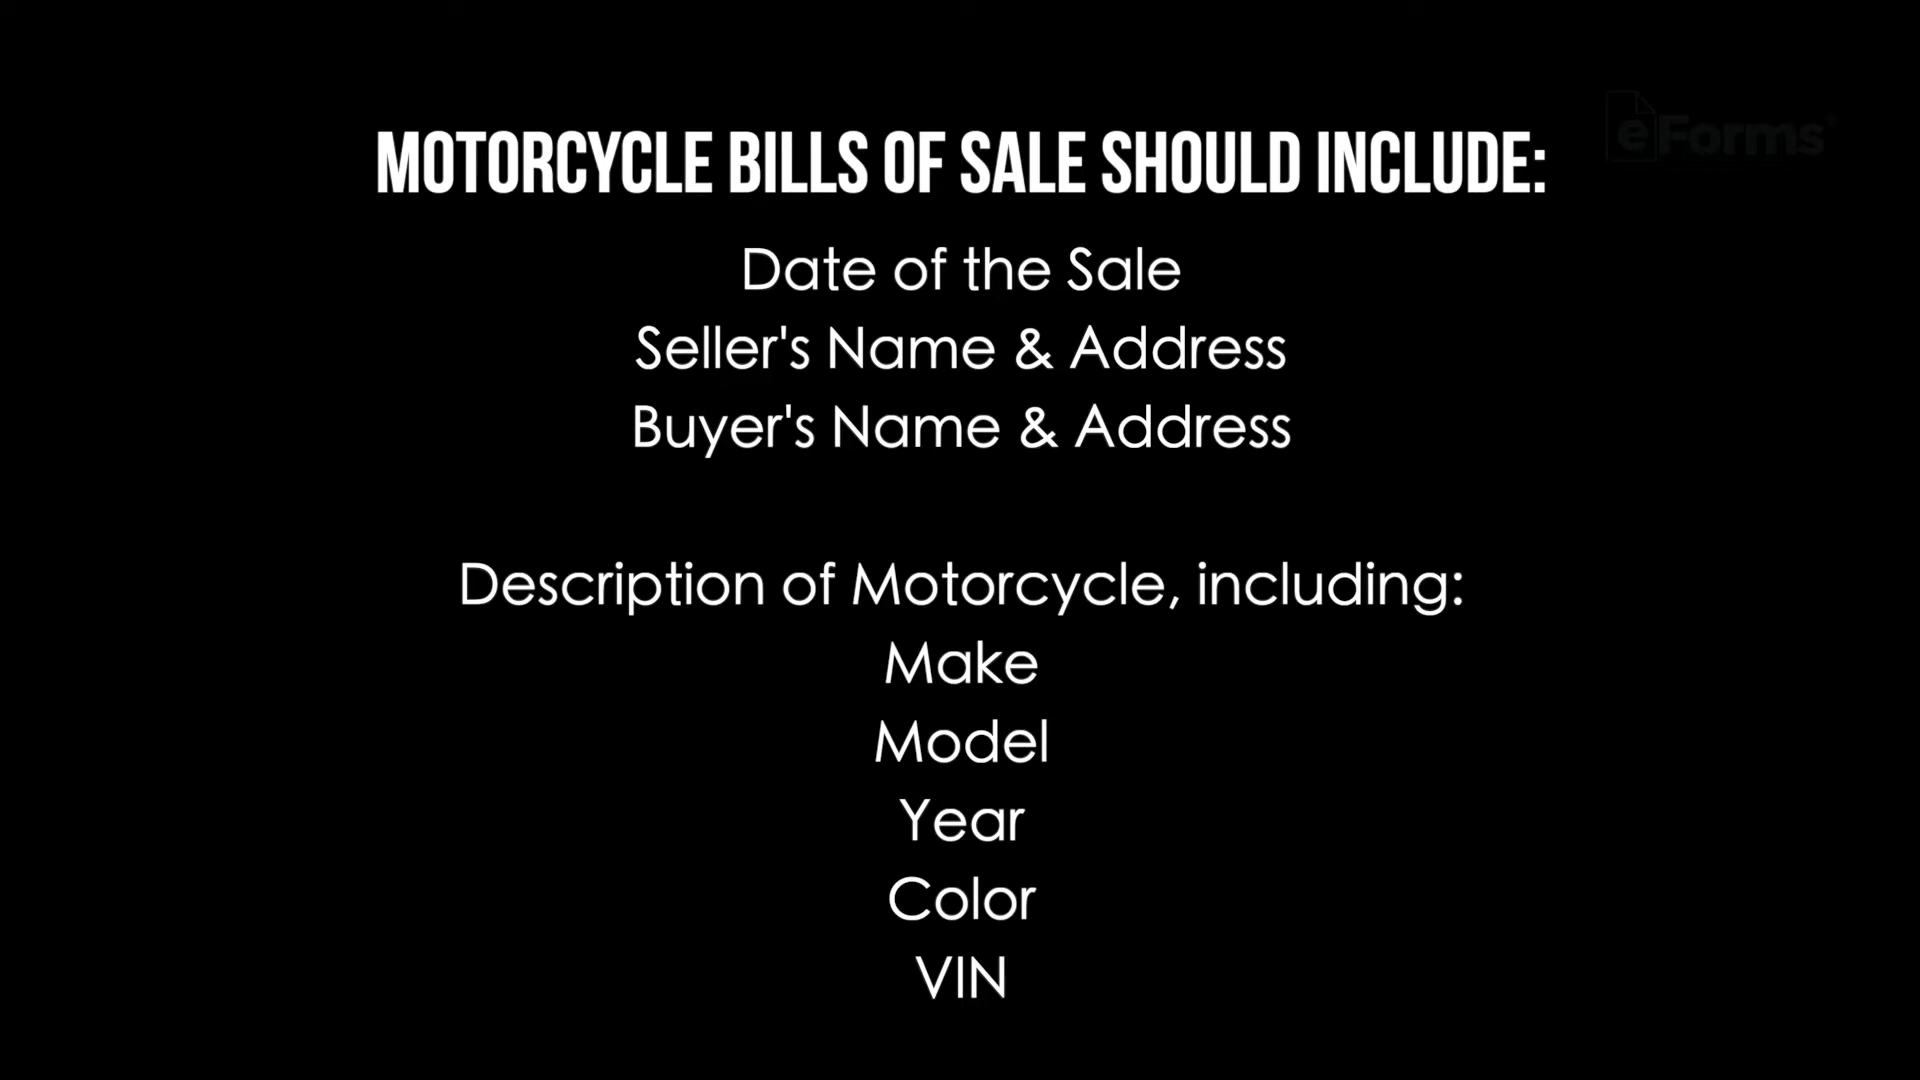 eForms®
MOTORCYCLE BILLS OF SALE SHOULD INCLUDE:
Date of the Sale
Seller's Name & Address
Buyer's Name & Address
Description of Motorcycle, including:
Make
Model
Year
Color
VIN